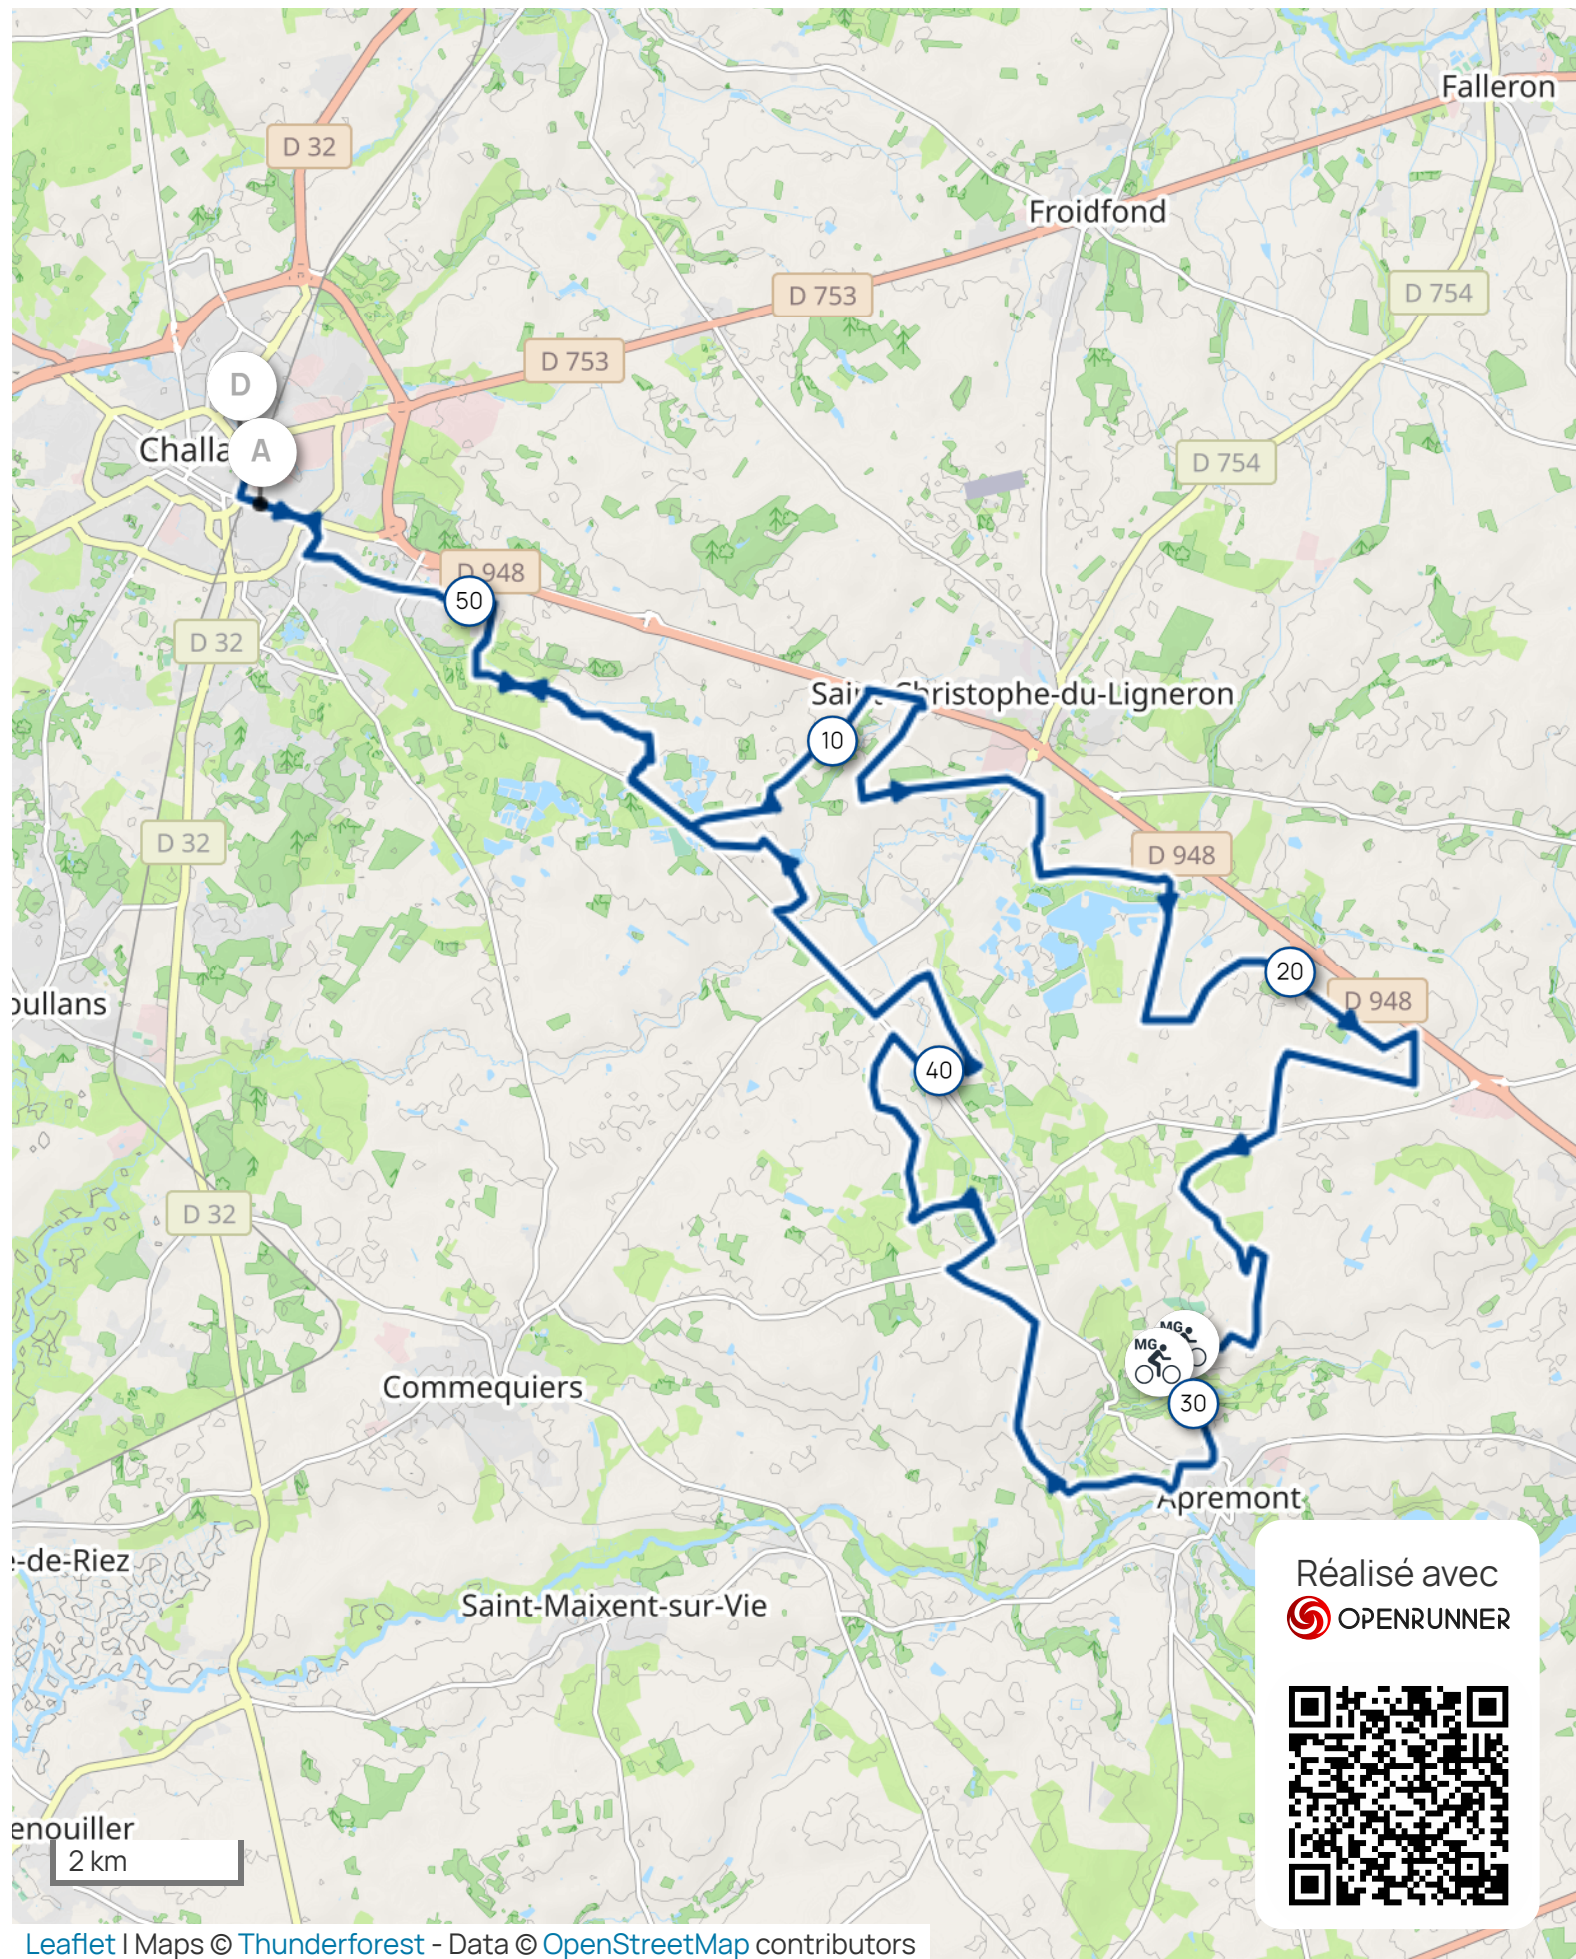 Falleron
D 32
Froidfond
D 753
D 754
D 753
D
Challa
A
D 754
D 948
50
D 32
Saint-Christophe-du-Ligneron
10
D 32
D 948
20
D 948
oullans
40
D 32
MG
MG
Commequiers
30
Apremont
e-de-Riez
Saint-Maixent-sur-Vie
Réalisé avec
OPENRUNNER
enouiller
2 km
Leaflet | Maps © Thunderforest - Data © OpenStreetMap contributors